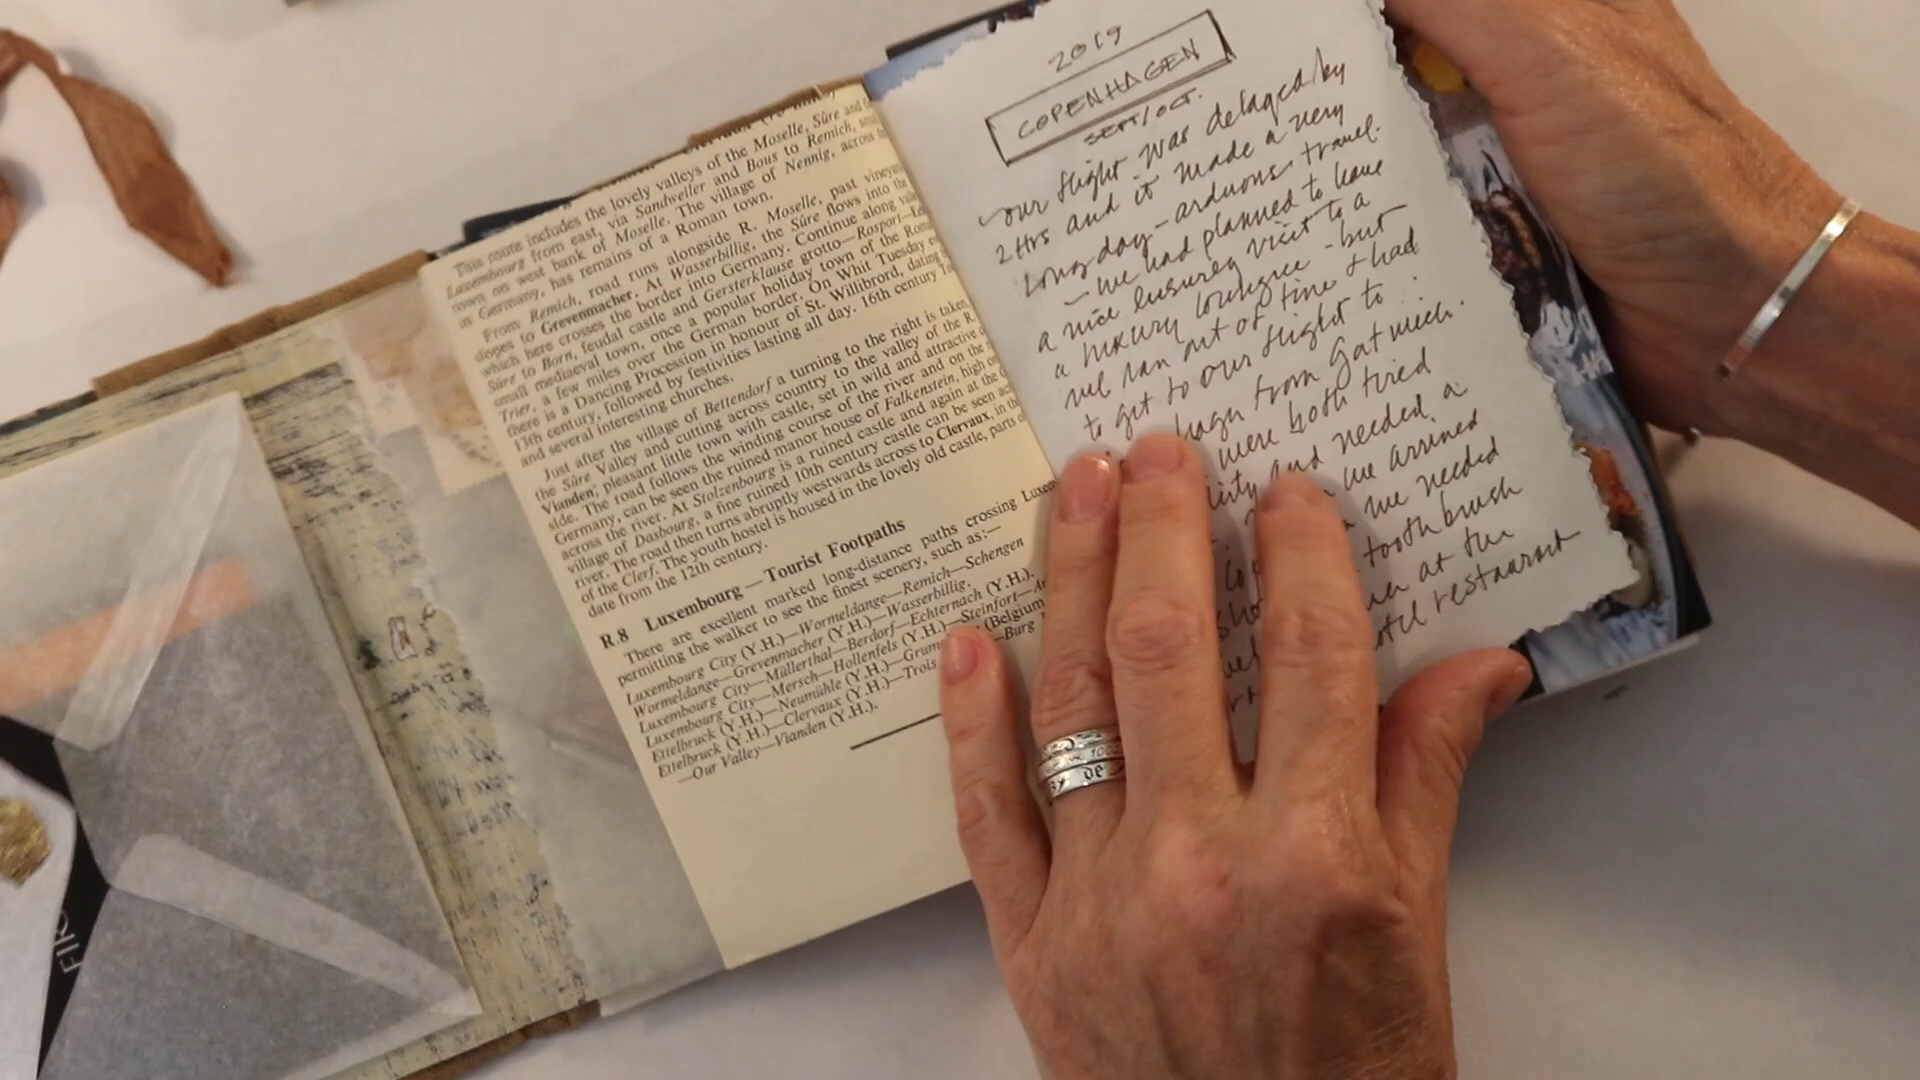 This route includes the lovely valleys of the Moselle, Sûre and
Luxembourg from east, via Sandweiler and Bous to Remich,
town on west bank of Moselle. The village of Nennig, across
in Germany, has remains of a Roman town.
From Remich, road runs alongside R. Moselle, past
slopes to Grevenmacher. At Wasserbillig, the Sûre flows into the
which here crosses the border into Germany. Continue along
Sûre to Born, feudal castle and Gersterklause grotto—Rosport—
small mediaeval town, once a popular holiday town of the
Trier, a few miles over the German border. On Whit Tuesday
there is a Dancing Procession in honour of St. Willibrord, dating
13th century, followed by festivities lasting all day. 16th century
and several interesting churches.
Just after the village of Bettendorf a turning to the right is taken,
the Sûre Valley and cutting across country to the valley of the R.
Vianden, pleasant little town with castle, set in wild and attractive
side. The road follows the winding course of the river and on the
Germany, can be seen the ruined manor house of Falkenstein, high
across the river. At Stolzenbourg is a ruined castle and again at the
village of Dasbourg, a fine ruined 10th century castle can be seen
river. The road then turns abruptly westwards across to Clervaux, in the
of the Clerf. The youth hostel is housed in the lovely old castle, parts
date from the 12th century.
R.8 Luxembourg—Tourist Footpaths
There are excellent marked long-distance paths crossing
permitting the walker to see the finest scenery, such as:—
Luxembourg City (Y.H.)—Wormeldange—Remich—Schengen
Wormeldange—Grevenmacher (Y.H.)—Wasserbillig.
Luxembourg City—Müllerthal—Berdorf—Echternach (Y.H.).
Luxembourg City—Mersch—Hollenfels (Y.H.)—Steinfort—
Ettelbruck (Y.H.)—Neumühle (Y.H.)— (Belgium
Ettelbruck (Y.H.)—Clervaux (Y.H.)—Trois —Burg
—Our Valley—Vianden (Y.H.).
2019
COPENHAGEN
SEPT/OCT.
our flight was delayed by
2 Hrs and it made a very
long day - arduous travel.
- we had planned to have
a nice leisurely visit to a
luxury lounge - but
we ran out of time + had
to get to our flight to
from Gatwick.
were both tired
and needed a
we arrived
we needed
toothbrush
at the
restaurant
de